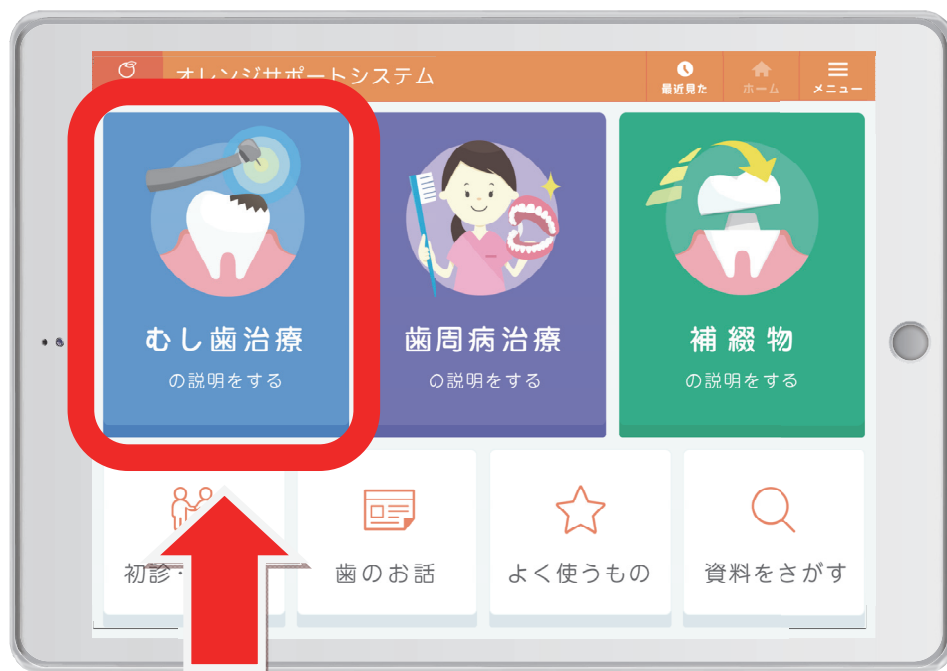 オレンジサポートシステム
最近見た
ホーム
メニュー
むし歯治療
の説明をする
歯周病治療
の説明をする
補綴物
の説明をする
初診・
歯のお話
よく使うもの
資料をさがす